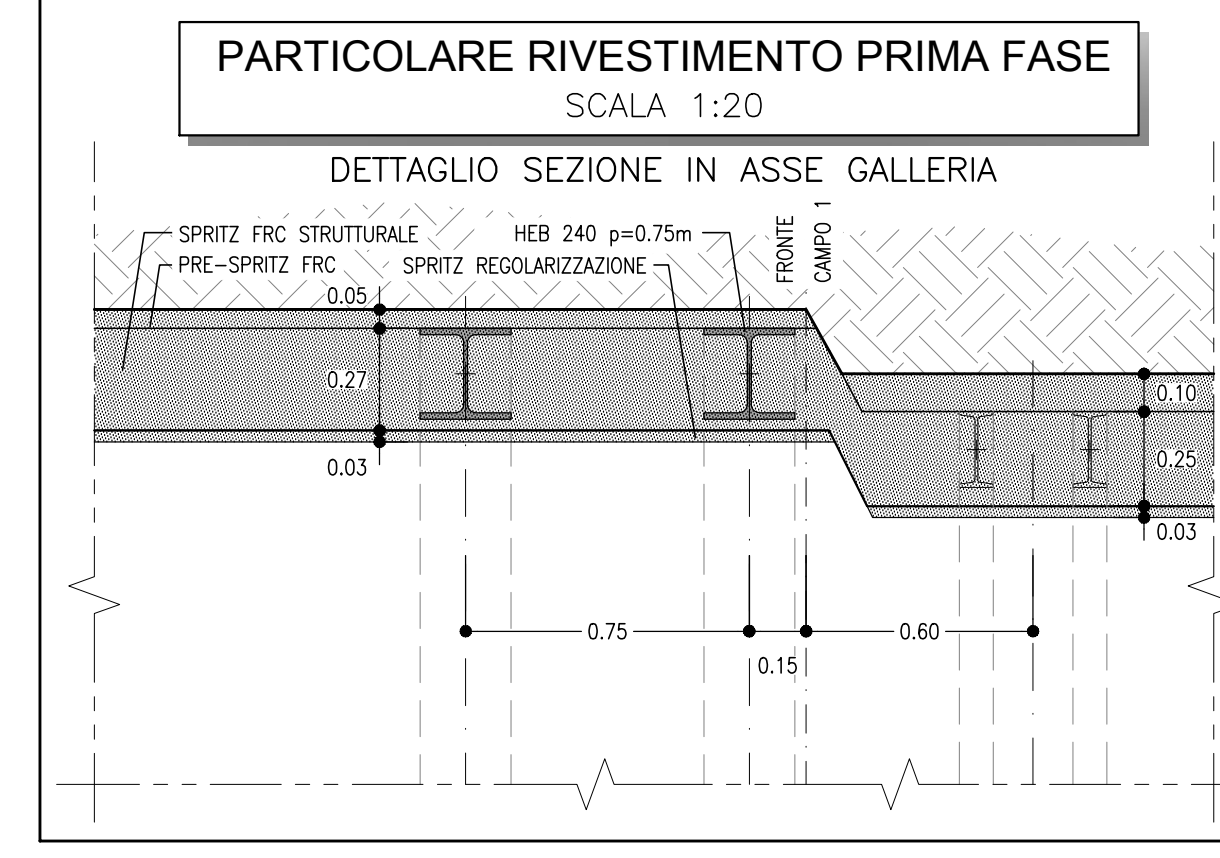 PARTICOLARE RIVESTIMENTO PRIMA FASE
SCALA 1:20
DETTAGLIO SEZIONE IN ASSE GALLERIA
SPRITZ FRC STRUTTURALE
HEB 240 p=0.75m
PRE-SPRITZ FRC
SPRITZ REGOLARIZZAZIONE
FRONTE
CAMPO 1
0.05
0.27
0.03
0.10
0.25
0.03
0.75
0.15
0.60